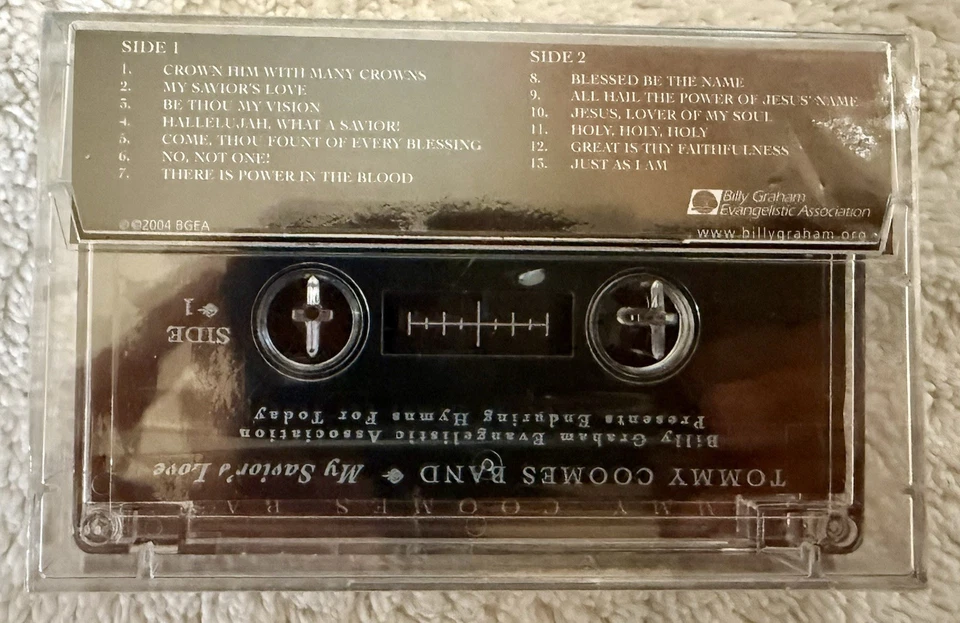 SIDE 1
1. CROWN HIM WITH MANY CROWNS
2. MY SAVIOR'S LOVE
3. BE THOU MY VISION
4. HALLELUJAH, WHAT A SAVIOR!
5. COME, THOU FOUNT OF EVERY BLESSING
6. NO, NOT ONE!
7. THERE IS POWER IN THE BLOOD
℗©2004 BGEA
SIDE 2
8. BLESSED BE THE NAME
9. ALL HAIL THE POWER OF JESUS' NAME
10. JESUS, LOVER OF MY SOUL
11. HOLY, HOLY, HOLY
12. GREAT IS THY FAITHFULNESS
13. JUST AS I AM
Billy Graham
Evangelistic Association
www.billygraham.org
TOMMY COOMES BAND My Savior's Love
Billy Graham Evangelistic Association
Presents Enduring Hymns For Today
SIDE 1